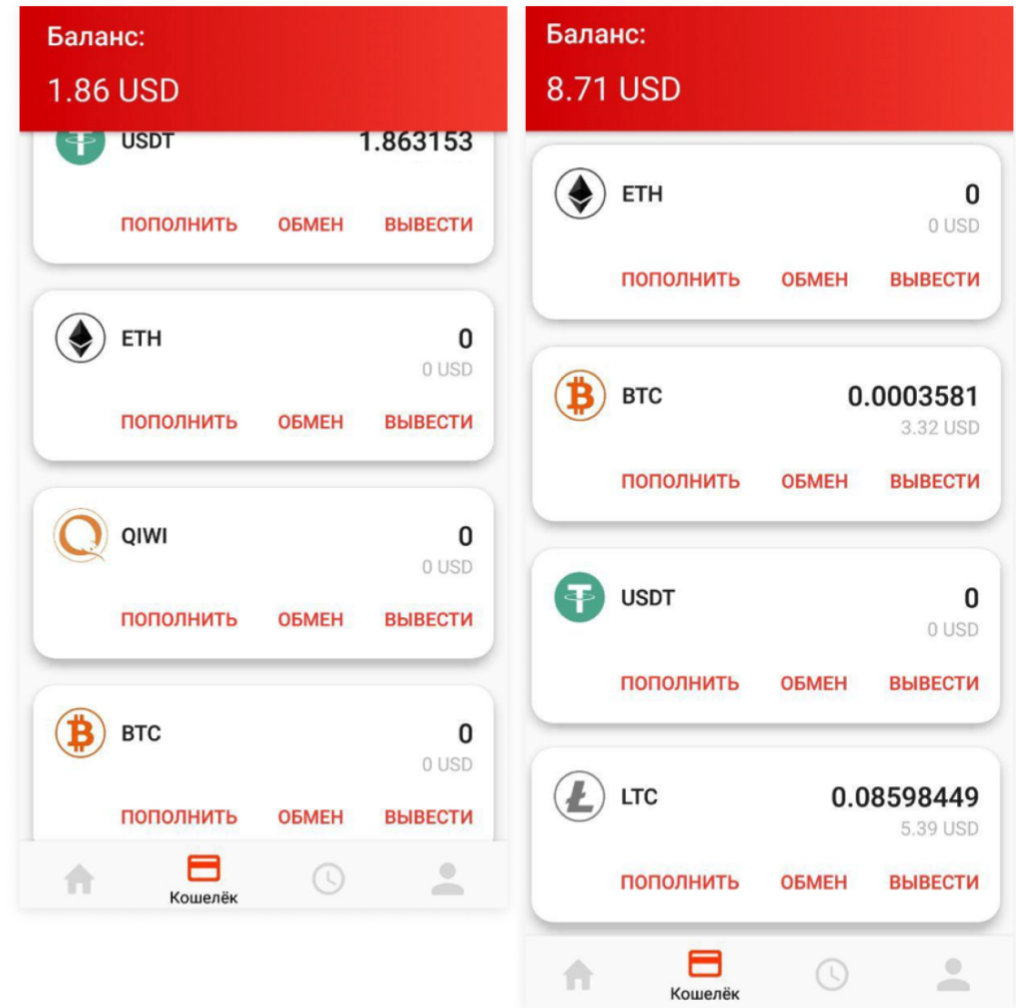 Баланс:
1.86 USD
USDT 1.863153
ПОПОЛНИТЬ ОБМЕН ВЫВЕСТИ
ETH 0
0 USD
ПОПОЛНИТЬ ОБМЕН ВЫВЕСТИ
QIWI 0
0 USD
ПОПОЛНИТЬ ОБМЕН ВЫВЕСТИ
BTC 0
0 USD
ПОПОЛНИТЬ ОБМЕН ВЫВЕСТИ
Кошелёк
Баланс:
8.71 USD
ETH 0
0 USD
ПОПОЛНИТЬ ОБМЕН ВЫВЕСТИ
BTC 0.0003581
3.32 USD
ПОПОЛНИТЬ ОБМЕН ВЫВЕСТИ
USDT 0
0 USD
ПОПОЛНИТЬ ОБМЕН ВЫВЕСТИ
LTC 0.08598449
5.39 USD
ПОПОЛНИТЬ ОБМЕН ВЫВЕСТИ
Кошелёк